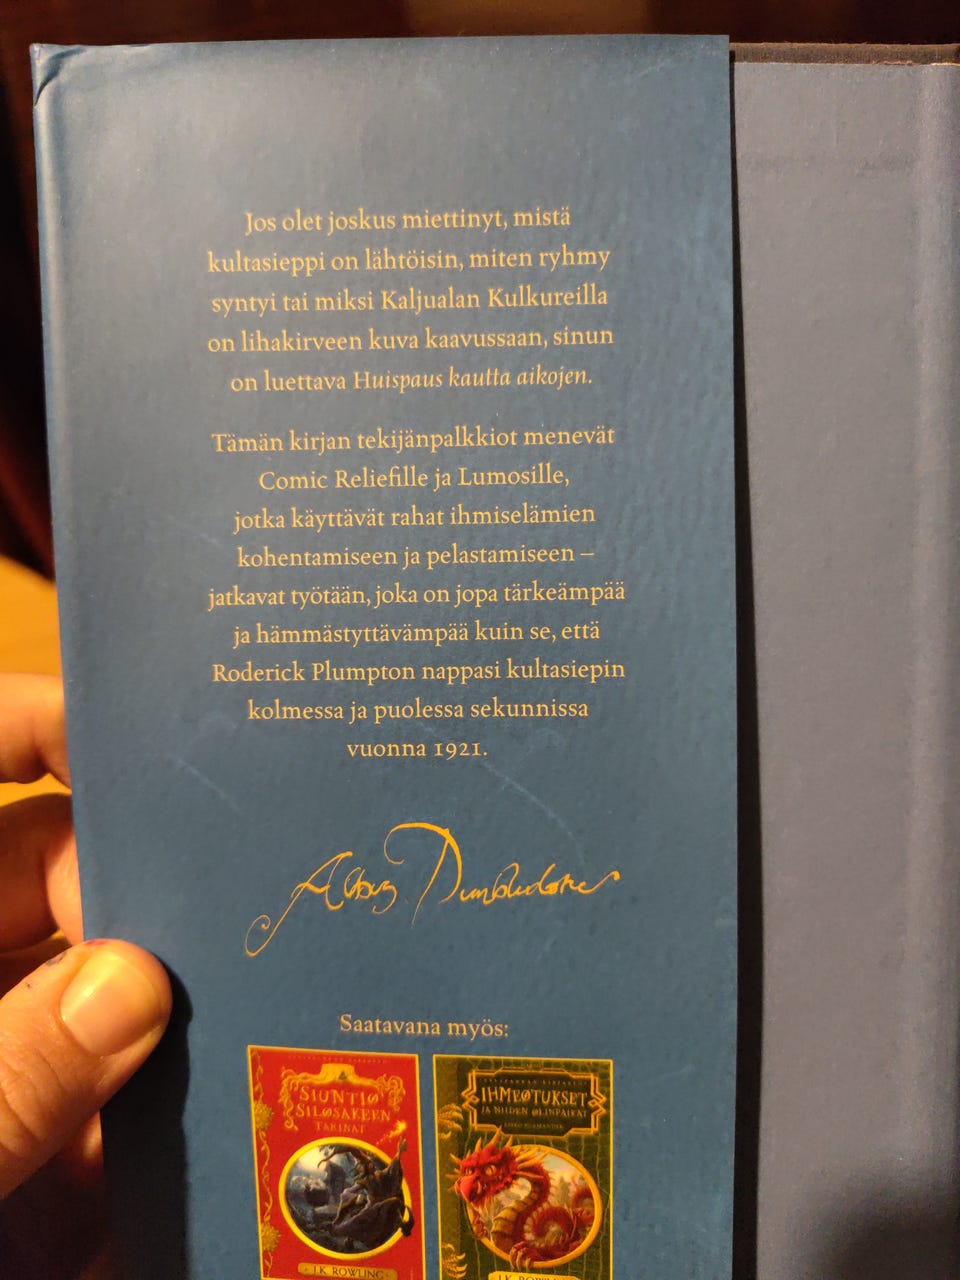 Jos olet joskus miettinyt, mistä
kultasieppi on lähtöisin, miten ryhmy
syntyi tai miksi Kaljualan Kulkureilla
on lihakirveen kuva kaavussaan, sinun
on luettava Huispaus kautta aikojen.
Tämän kirjan tekijänpalkkiot menevät
Comic Reliefille ja Lumosille,
jotka käyttävät rahat ihmiselämien
kohentamiseen ja pelastamiseen –
jatkavat työtään, joka on jopa tärkeämpää
ja hämmästyttävämpää kuin se, että
Roderick Plumpton nappasi kultasiepin
kolmessa ja puolessa sekunnissa
vuonna 1921.
Albus Dumbledore
Saatavana myös:
SIUNTIO
SILOSÄKEEN
TARINAT
J.K. ROWLING
IHMEOTUKSET
JA NIIDEN OLINPAIKAT
J.K. ROWLING